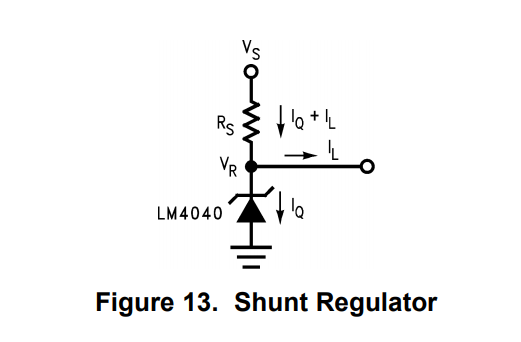 VS
RS
IQ + IL
IL
VR
LM4040
IQ
Figure 13. Shunt Regulator